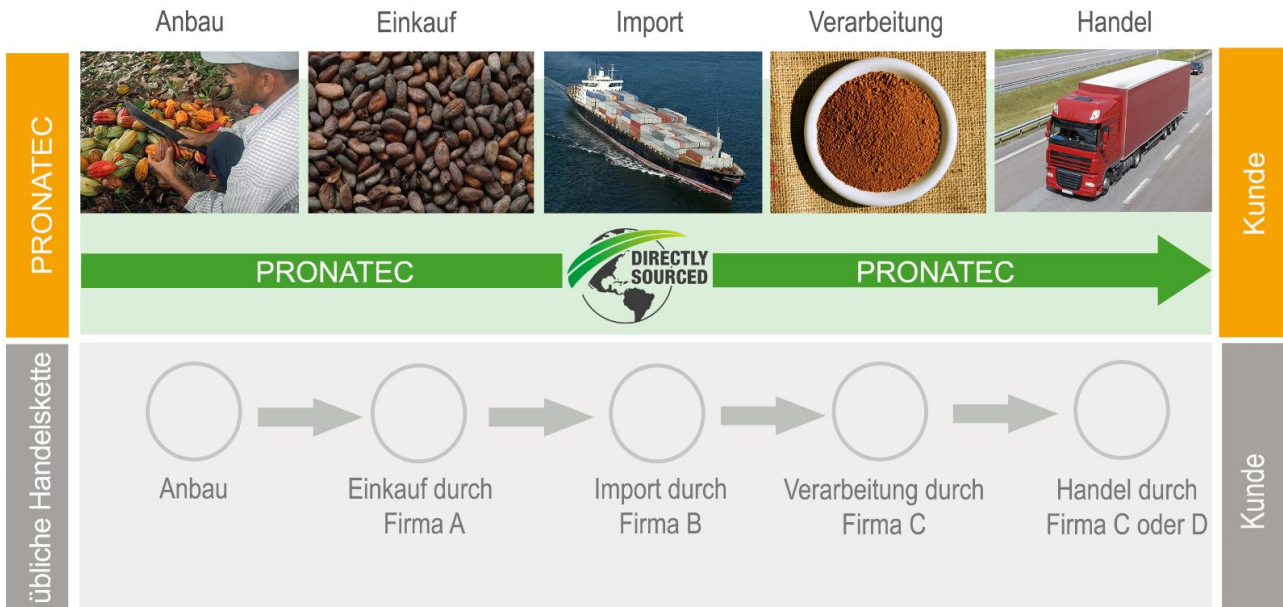 Anbau
Einkauf
Import
Verarbeitung
Handel
PRONATEC
PRONATEC
DIRECTLY
SOURCED
PRONATEC
Kunde
übliche Handelskette
Anbau
Einkauf durch
Firma A
Import durch
Firma B
Verarbeitung durch
Firma C
Handel durch
Firma C oder D
Kunde